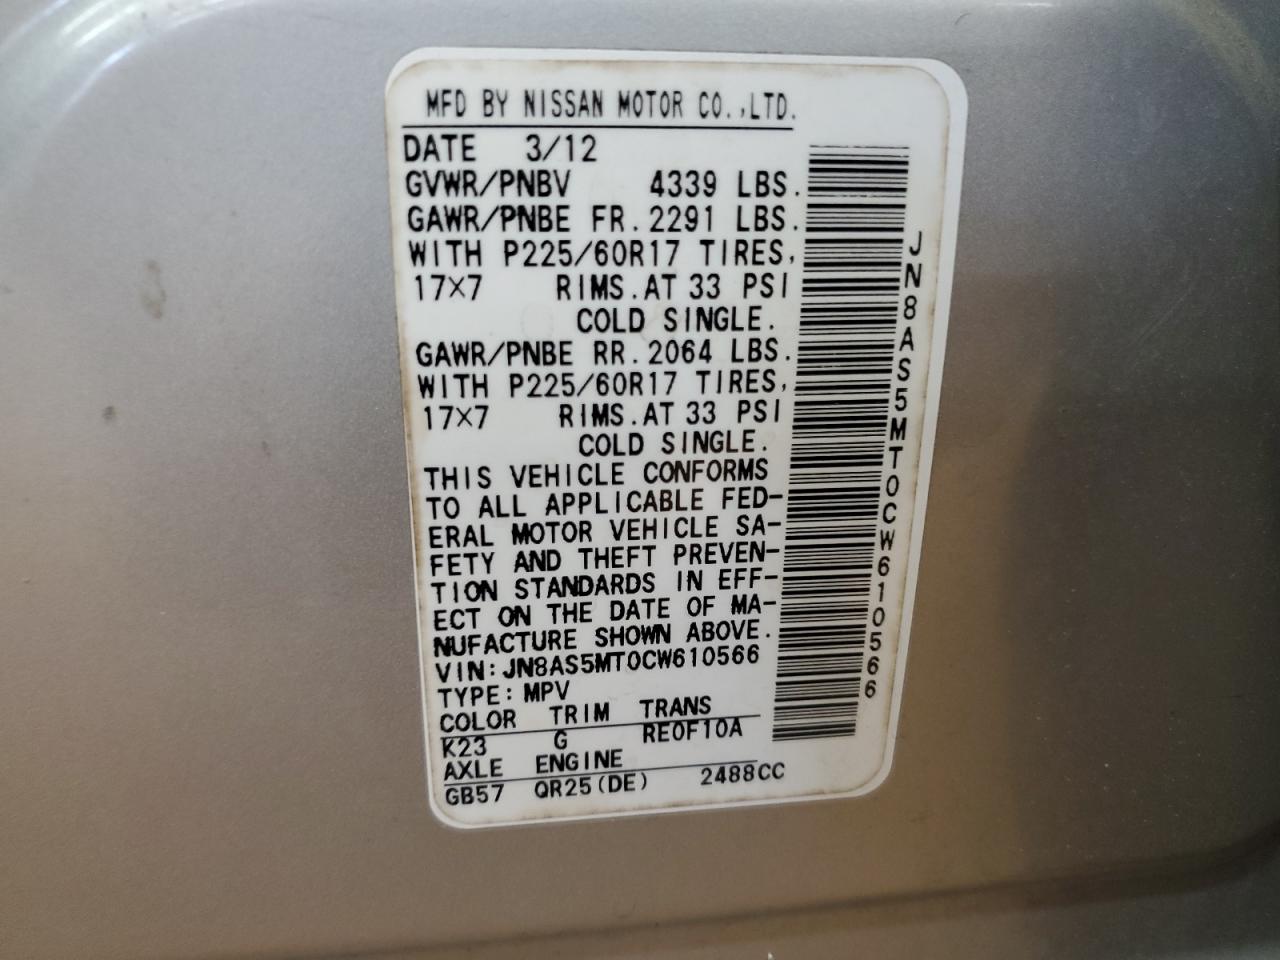 MFD BY NISSAN MOTOR CO.,LTD.
DATE 3/12
GVWR/PNBV 4339 LBS.
GAWR/PNBE FR.2291 LBS.
WITH P225/60R17 TIRES,
17×7 RIMS.AT 33 PSI
COLD SINGLE.
GAWR/PNBE RR.2064 LBS.
WITH P225/60R17 TIRES,
17×7 RIMS.AT 33 PSI
COLD SINGLE.
THIS VEHICLE CONFORMS
TO ALL APPLICABLE FED-
ERAL MOTOR VEHICLE SA-
FETY AND THEFT PREVEN-
TION STANDARDS IN EFF-
ECT ON THE DATE OF MA-
NUFACTURE SHOWN ABOVE.
VIN:JN8AS5MT0CW610566
TYPE:MPV
COLOR TRIM TRANS
K23 G RE0F10A
AXLE ENGINE
GB57 QR25(DE) 2488CC
JN8AS5MT0CW610566